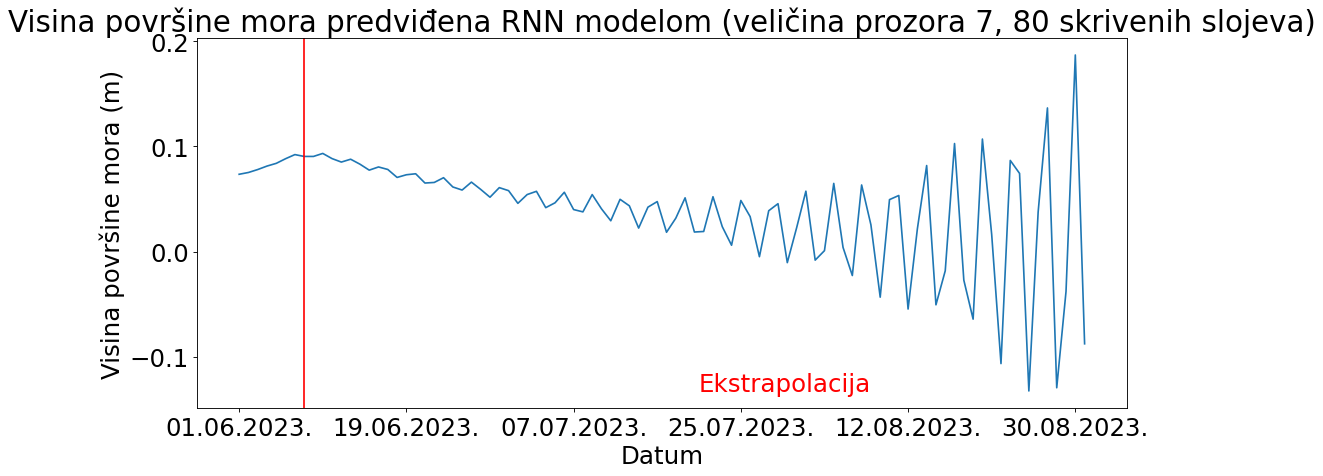 Visina površine mora predviđena RNN modelom (veličina prozora 7, 80 skrivenih slojeva)
Visina površine mora (m)
0.2
0.1
0.0
−0.1
Ekstrapolacija
01.06.2023. 19.06.2023. 07.07.2023. 25.07.2023. 12.08.2023. 30.08.2023.
Datum